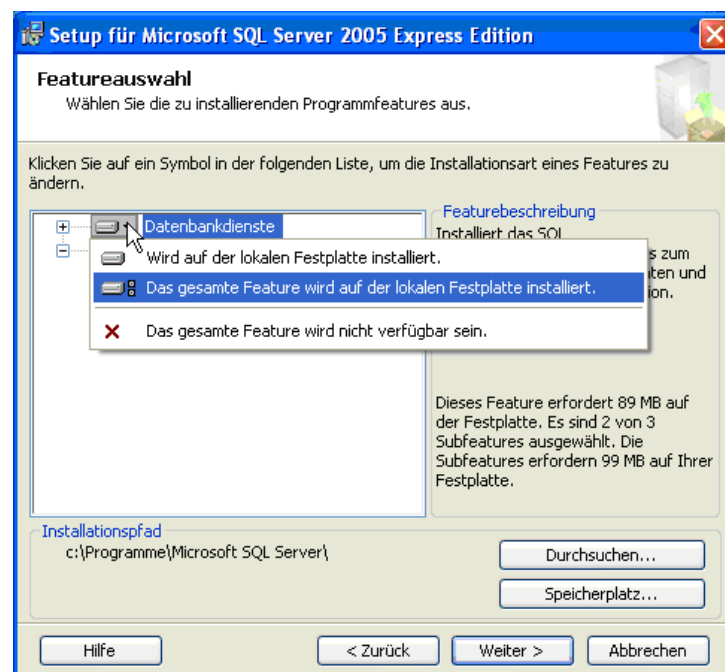 Setup für Microsoft SQL Server 2005 Express Edition
Featureauswahl
Wählen Sie die zu installierenden Programmfeatures aus.
Klicken Sie auf ein Symbol in der folgenden Liste, um die Installationsart eines Features zu
ändern.
Datenbankdienste
Wird auf der lokalen Festplatte installiert.
Das gesamte Feature wird auf der lokalen Festplatte installiert.
Das gesamte Feature wird nicht verfügbar sein.
Featurebeschreibung
Installiert das SQL
s zum
und
Dieses Feature erfordert 89 MB auf
der Festplatte. Es sind 2 von 3
Subfeatures ausgewählt. Die
Subfeatures erfordern 99 MB auf Ihrer
Festplatte.
Installationspfad
c:\Programme\Microsoft SQL Server\
Durchsuchen...
Speicherplatz...
Hilfe
< Zurück
Weiter >
Abbrechen